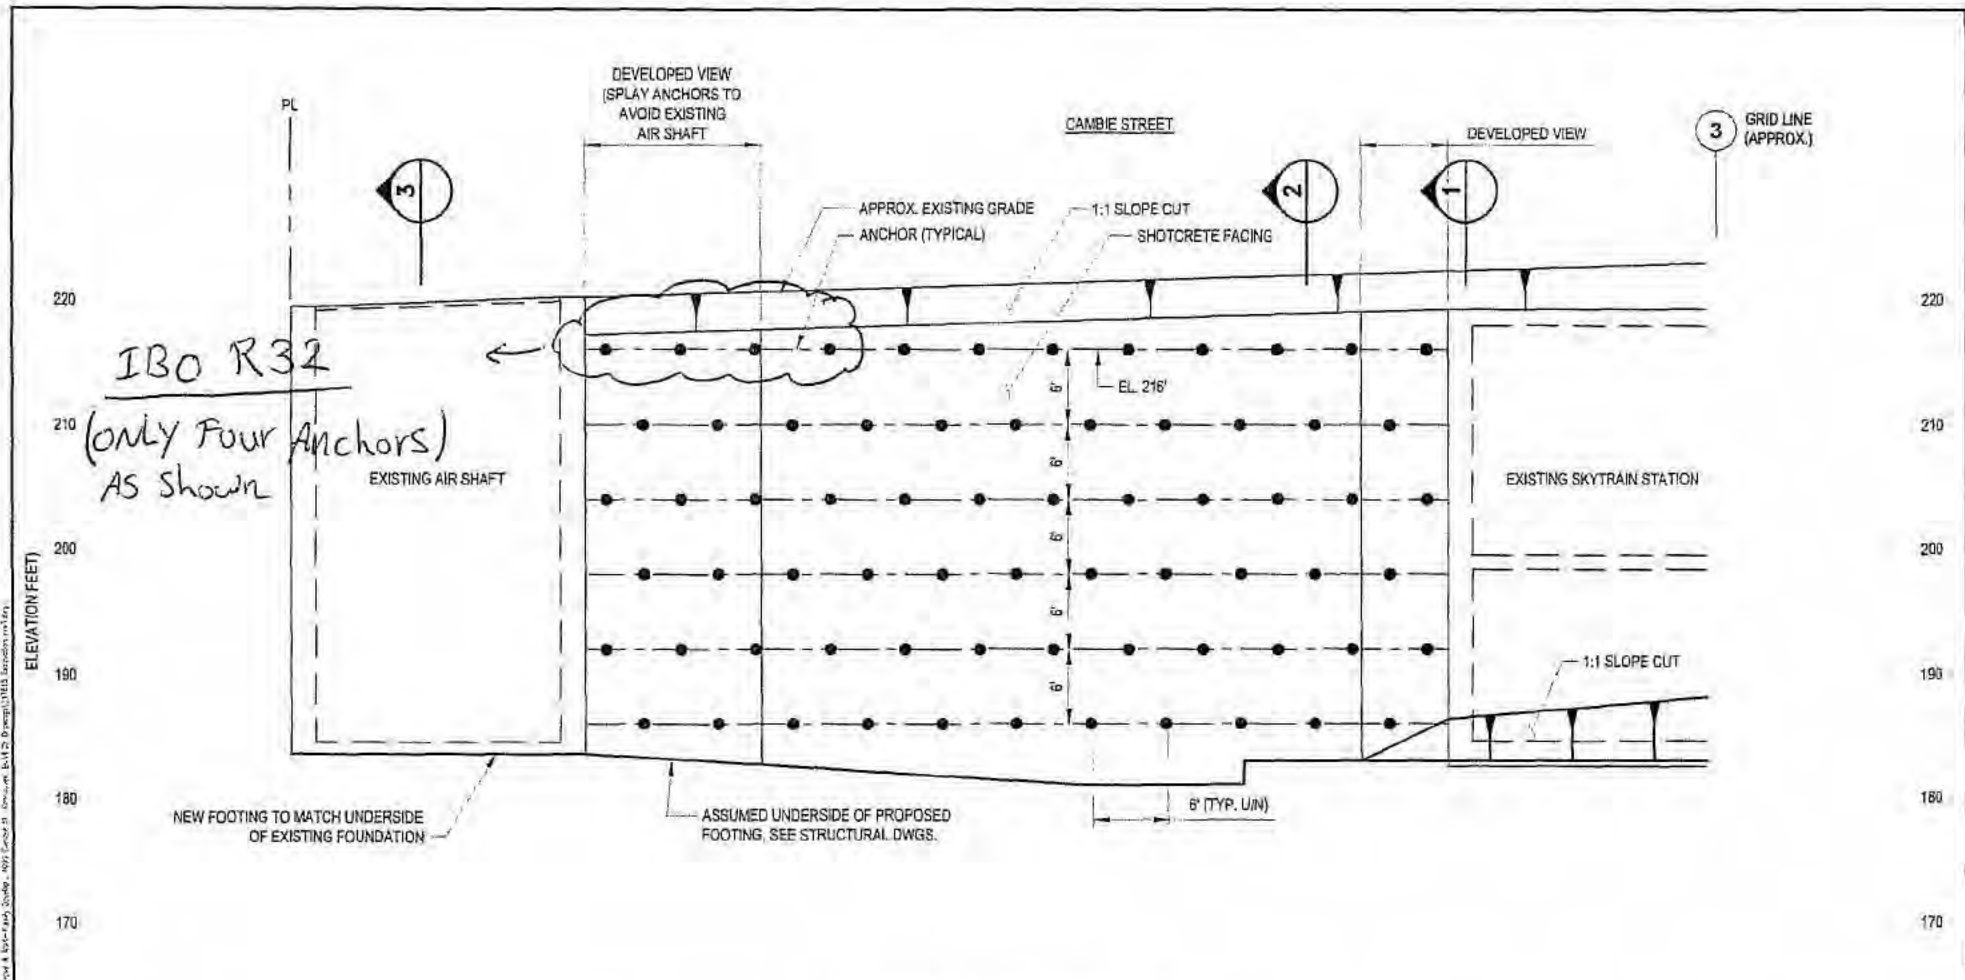 PL
DEVELOPED VIEW
(SPLAY ANCHORS TO
AVOID EXISTING
AIR SHAFT
CAMBIE STREET
DEVELOPED VIEW
3
GRID LINE
(APPROX.)
3
2
1
APPROX. EXISTING GRADE
ANCHOR (TYPICAL)
1:1 SLOPE CUT
SHOTCRETE FACING
220
220
IBO R32
(ONLY Four Anchors)
AS Shown
EL. 216'
6'
6'
6'
6'
6'
210
210
EXISTING AIR SHAFT
EXISTING SKYTRAIN STATION
200
200
ELEVATION FEET)
190
190
1:1 SLOPE CUT
180
180
NEW FOOTING TO MATCH UNDERSIDE
OF EXISTING FOUNDATION
ASSUMED UNDERSIDE OF PROPOSED
FOOTING, SEE STRUCTURAL DWGS.
6' (TYP. U/N)
170
170